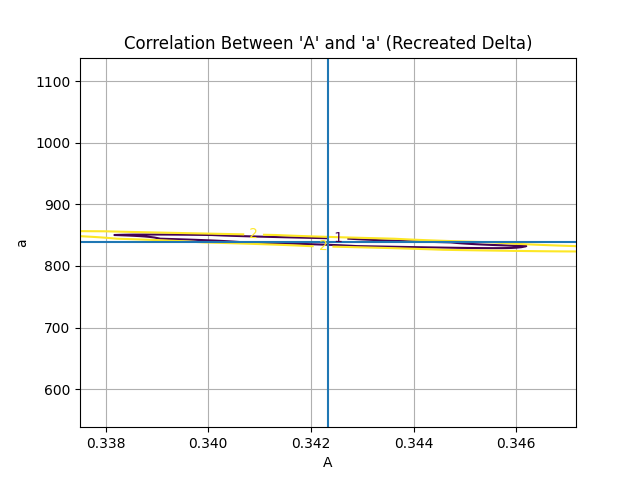 Correlation Between 'A' and 'a' (Recreated Delta)
1100
1000
900
800
700
600
a
2
1
2
0.338 0.340 0.342 0.344 0.346
A